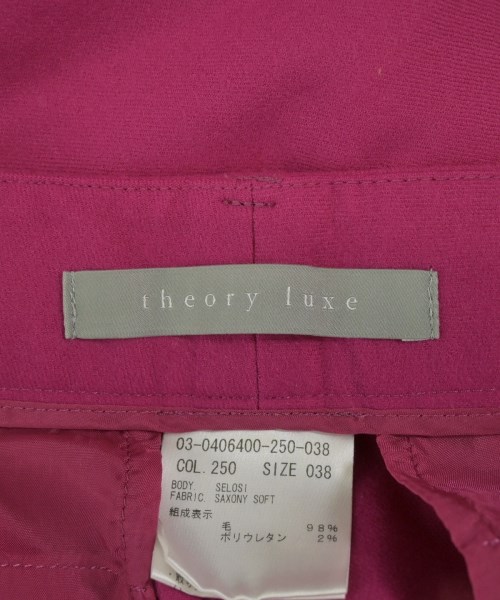 theory luxe
03-0406400-250-038
COL. 250 SIZE 038
BODY. SELOSI
FABRIC. SAXONY SOFT
組成表示
毛 98%
ポリウレタン 2%